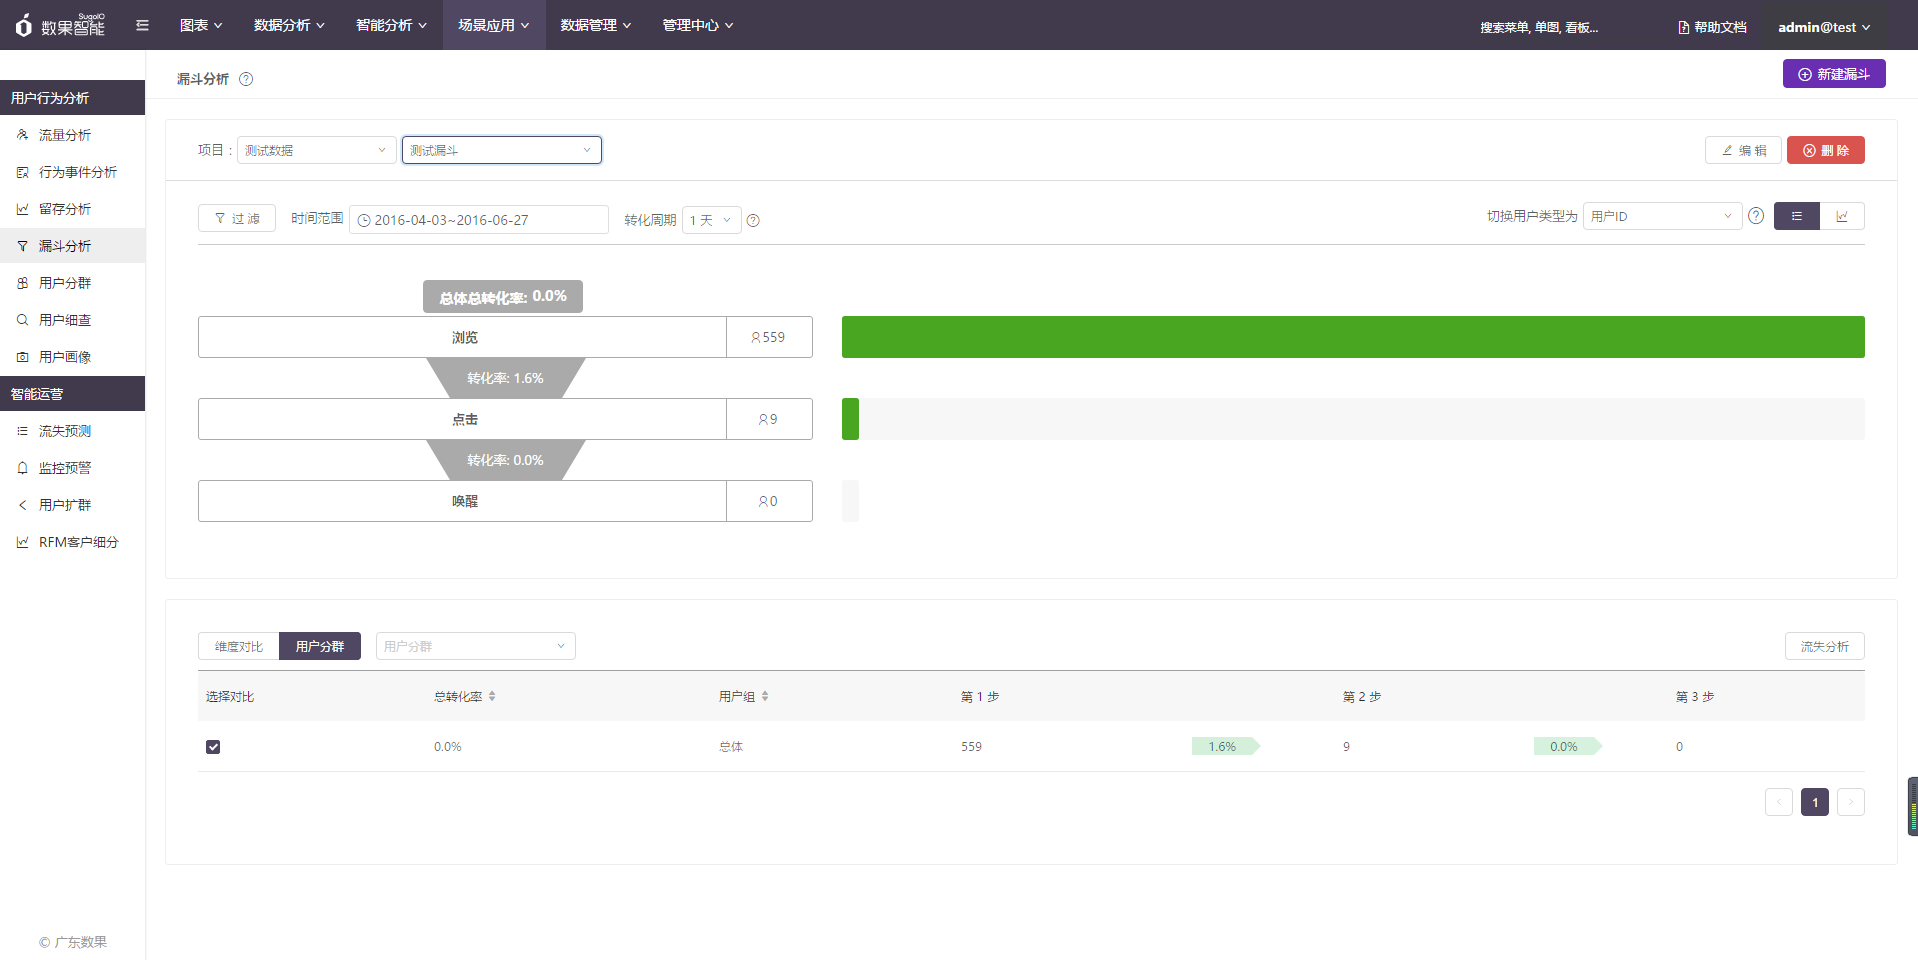 SugoIO
数果智能
图表
数据分析
智能分析
场景应用
数据管理
管理中心
搜索菜单, 单图, 看板...
帮助文档
admin@test
用户行为分析
流量分析
行为事件分析
留存分析
漏斗分析
用户分群
用户细查
用户画像
智能运营
流失预测
监控预警
用户扩群
RFM客户细分
© 广东数果
漏斗分析
新建漏斗
项目 :
测试数据
测试漏斗
编 辑
删 除
过 滤
时间范围
2016-04-03~2016-06-27
转化周期
1 天
切换用户类型为
用户ID
总体总转化率: 0.0%
浏览
559
转化率: 1.6%
点击
9
转化率: 0.0%
唤醒
0
维度对比
用户分群
用户分群
流失分析
选择对比
总转化率
用户组
第 1 步
第 2 步
第 3 步
0.0%
总体
559
1.6%
9
0.0%
0
1